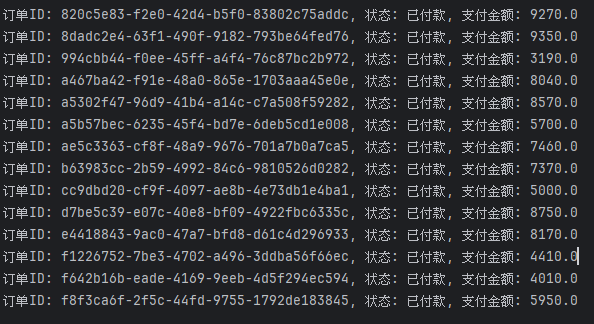 订单ID: 820c5e83-f2e0-42d4-b5f0-83802c75addc, 状态: 已付款, 支付金额: 9270.0
订单ID: 8dadc2e4-63f1-490f-9182-793be64fed76, 状态: 已付款, 支付金额: 9350.0
订单ID: 994cbb44-f0ee-45ff-a4f4-76c87bc2b972, 状态: 已付款, 支付金额: 3190.0
订单ID: a467ba42-f91e-48a0-865e-1703aaa45e0e, 状态: 已付款, 支付金额: 8040.0
订单ID: a5302f47-96d9-41b4-a14c-c7a508f59282, 状态: 已付款, 支付金额: 8570.0
订单ID: a5b57bec-6235-45f4-bd7e-6deb5cd1e008, 状态: 已付款, 支付金额: 5700.0
订单ID: ae5c3363-cf8f-48a9-9676-701a7b0a7ca5, 状态: 已付款, 支付金额: 7460.0
订单ID: b63983cc-2b59-4992-84c6-9810526d0282, 状态: 已付款, 支付金额: 7370.0
订单ID: cc9dbd20-cf9f-4097-ae8b-4e73db1e4ba1, 状态: 已付款, 支付金额: 5000.0
订单ID: d7be5c39-e07c-40e8-bf09-4922fbc6335c, 状态: 已付款, 支付金额: 8750.0
订单ID: e4418843-9ac0-47a7-bfd8-d61c4d296933, 状态: 已付款, 支付金额: 8170.0
订单ID: f1226752-7be3-4702-a496-3ddba56f66ec, 状态: 已付款, 支付金额: 4410.0
订单ID: f642b16b-eade-4169-9eeb-4d5f294ec594, 状态: 已付款, 支付金额: 4010.0
订单ID: f8f3ca6f-2f5c-44fd-9755-1792de183845, 状态: 已付款, 支付金额: 5950.0